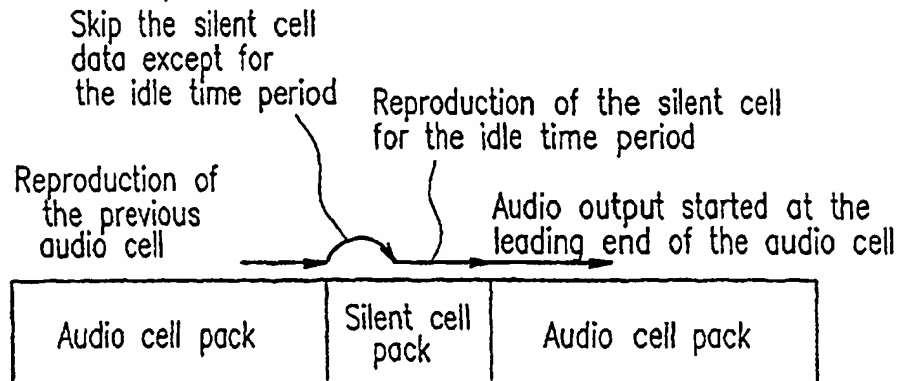 Skip the silent cell
data except for
the idle time period
Reproduction of the silent cell
for the idle time period
Reproduction of
the previous
audio cell
Audio output started at the
leading end of the audio cell
Audio cell pack
Silent cell
pack
Audio cell pack